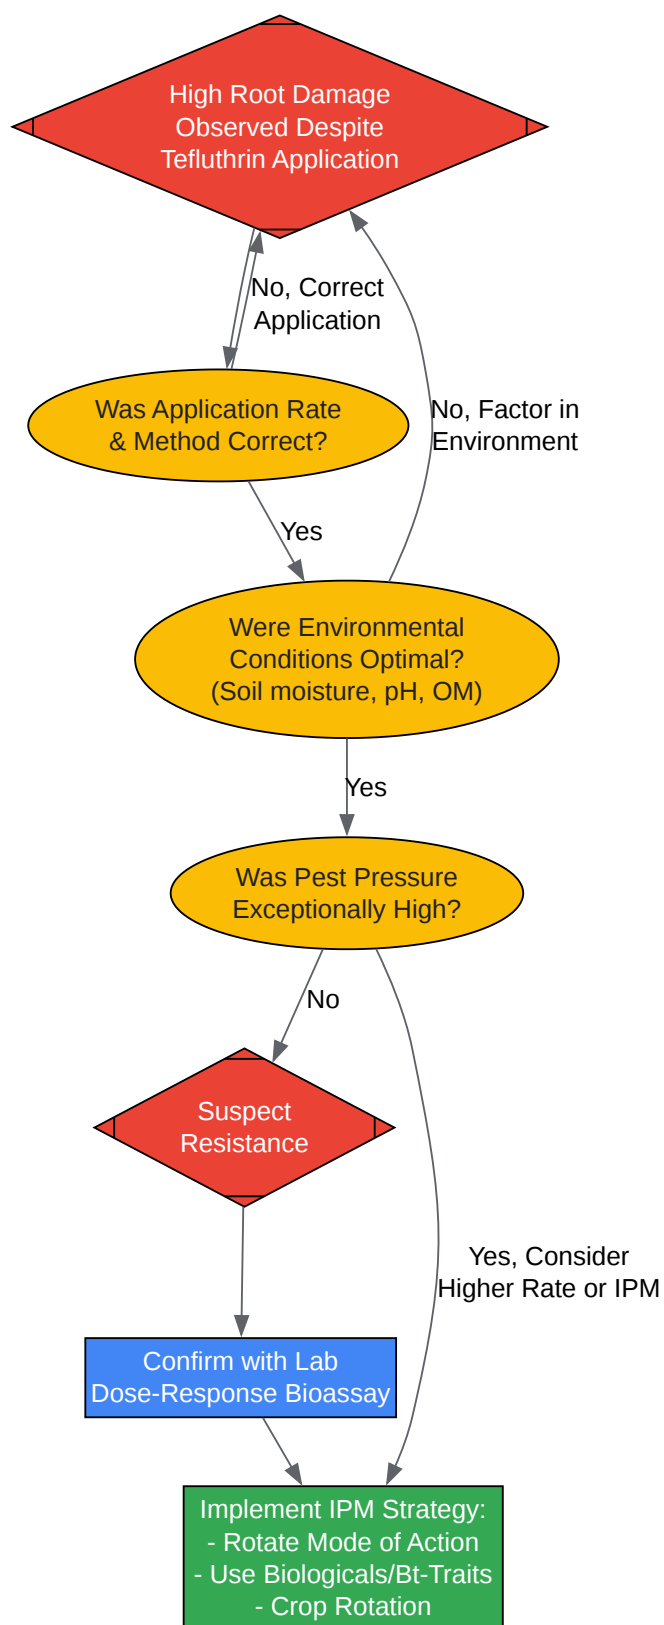 High Root Damage
Observed Despite
Tefluthrin Application
No, Correct
Application
Was Application Rate
& Method Correct?
No, Factor in
Environment
Yes
Were Environmental
Conditions Optimal?
(Soil moisture, pH, OM)
Yes
Was Pest Pressure
Exceptionally High?
No
Suspect
Resistance
Yes, Consider
Higher Rate or IPM
Confirm with Lab
Dose-Response Bioassay
Implement IPM Strategy:
- Rotate Mode of Action
- Use Biologicals/Bt-Traits
- Crop Rotation